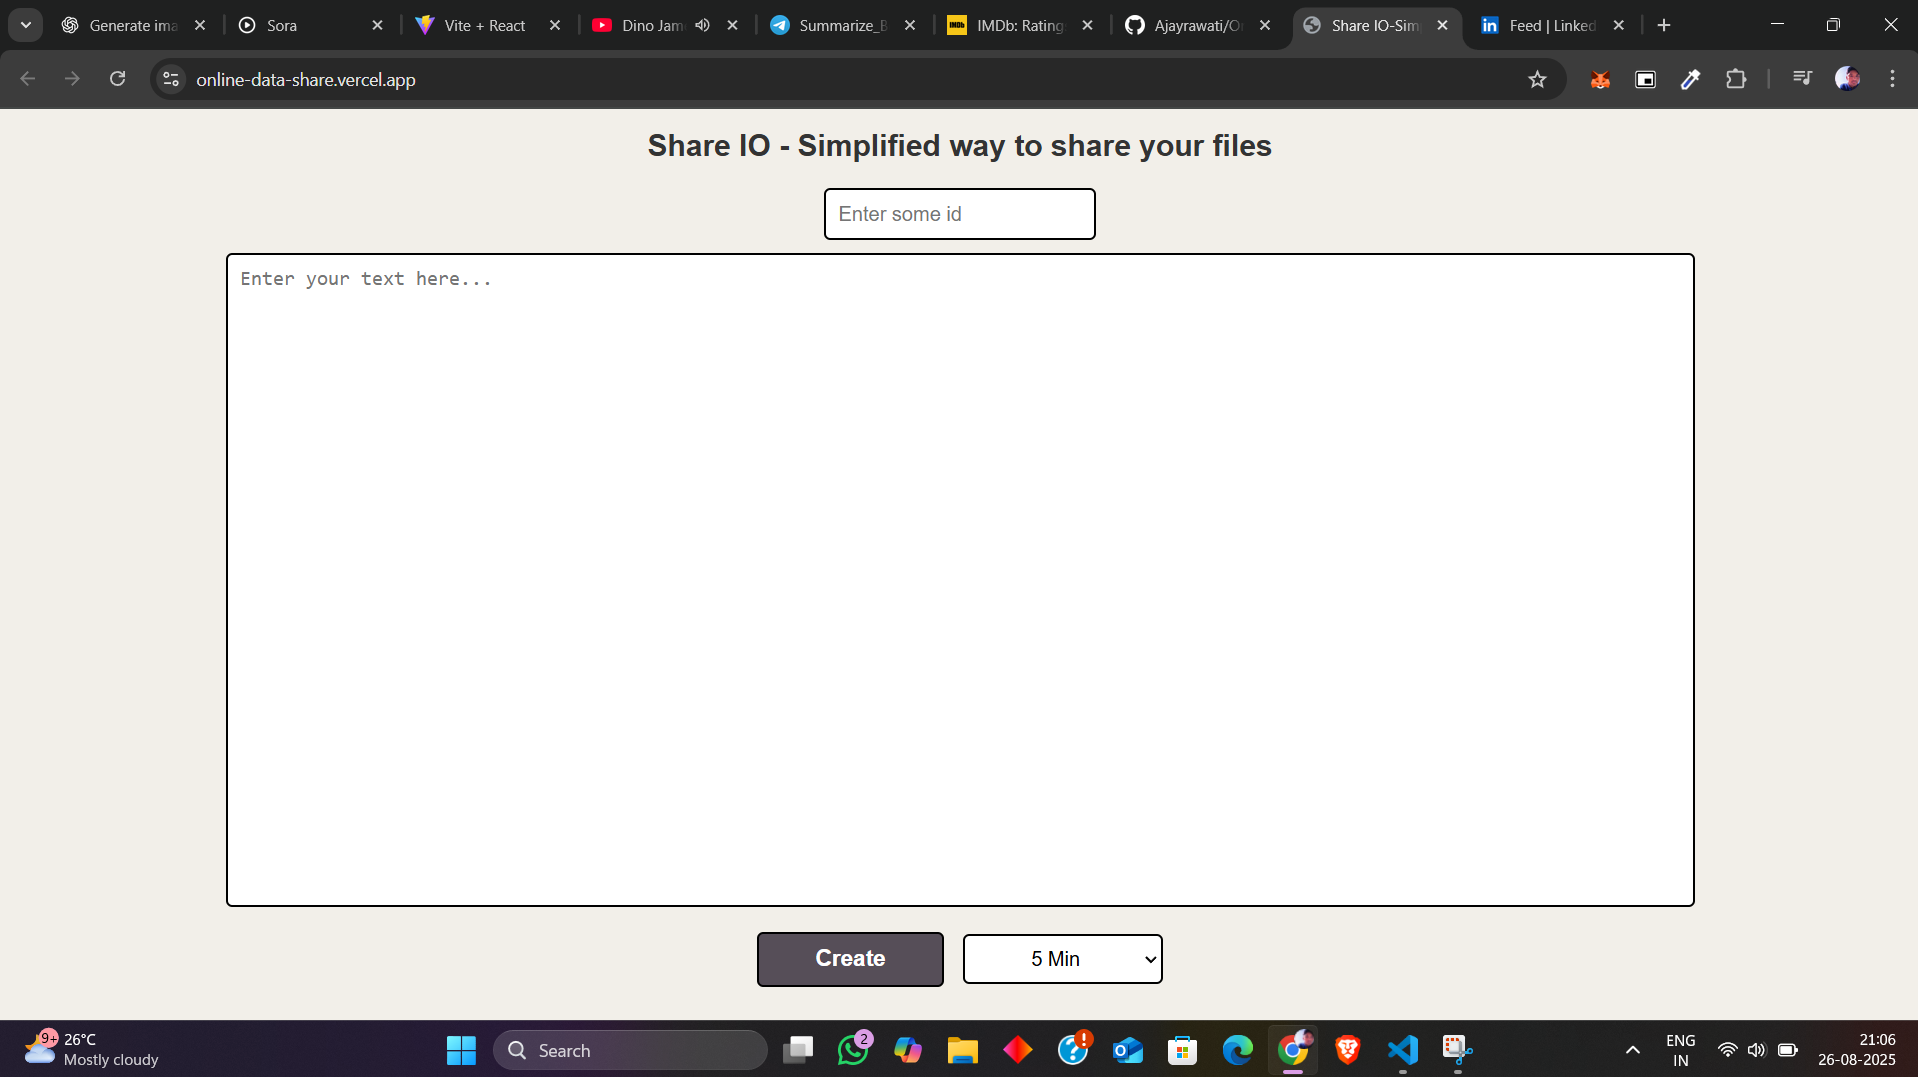 Generate ima
Sora
Vite + React
Dino Jam
Summarize_B
IMDb
IMDb: Rating
Ajayrawati/O
Share IO-Sim
in
Feed | Linked
online-data-share.vercel.app
Share IO - Simplified way to share your files
Enter some id
Enter your text here...
Create
5 Min
9+
26°C
Mostly cloudy
Search
2
ENG
IN
21:06
26-08-2025